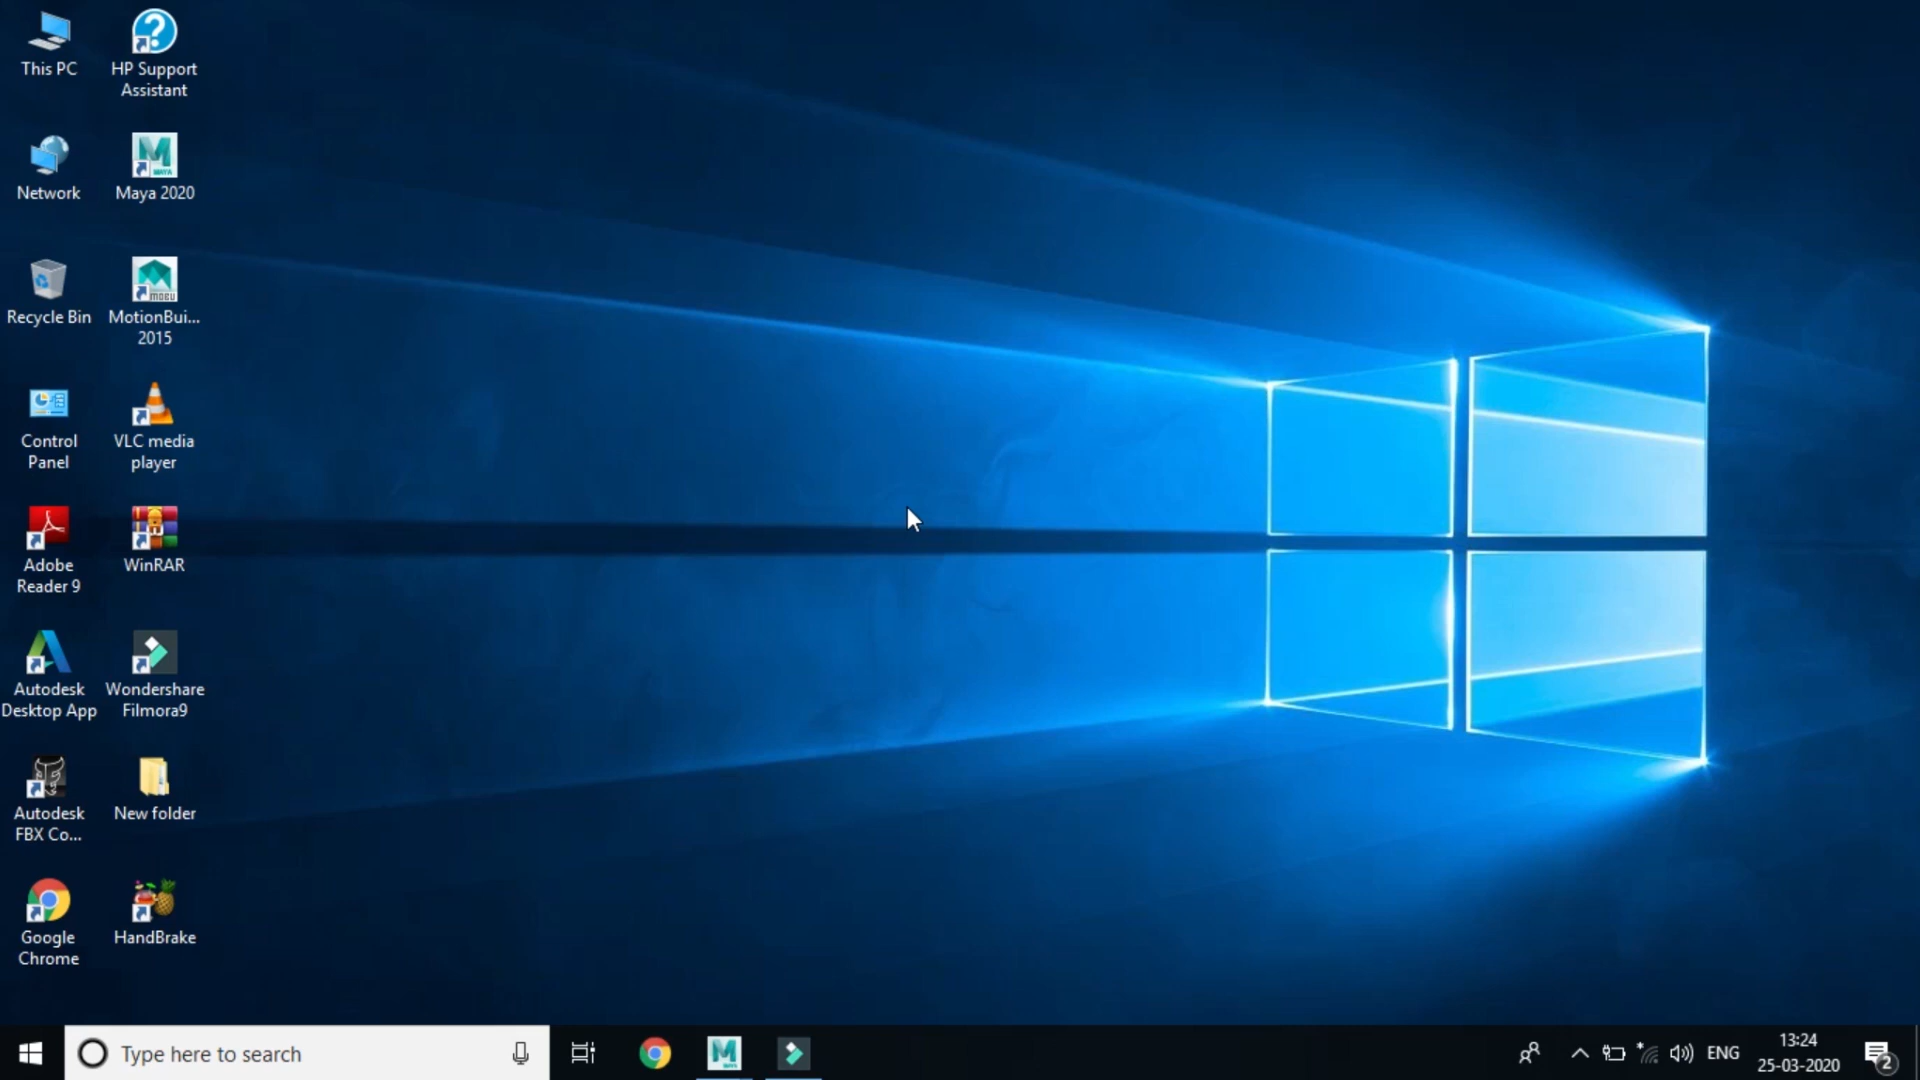 This PC
HP Support
Assistant
Network
Maya 2020
Recycle Bin
MotionBui...
2015
Control
Panel
VLC media
player
Adobe
Reader 9
WinRAR
Autodesk
Desktop App
Wondershare
Filmora9
Autodesk
FBX Co...
New folder
Google
Chrome
HandBrake
Type here to search
ENG
13:24
25-03-2020
2